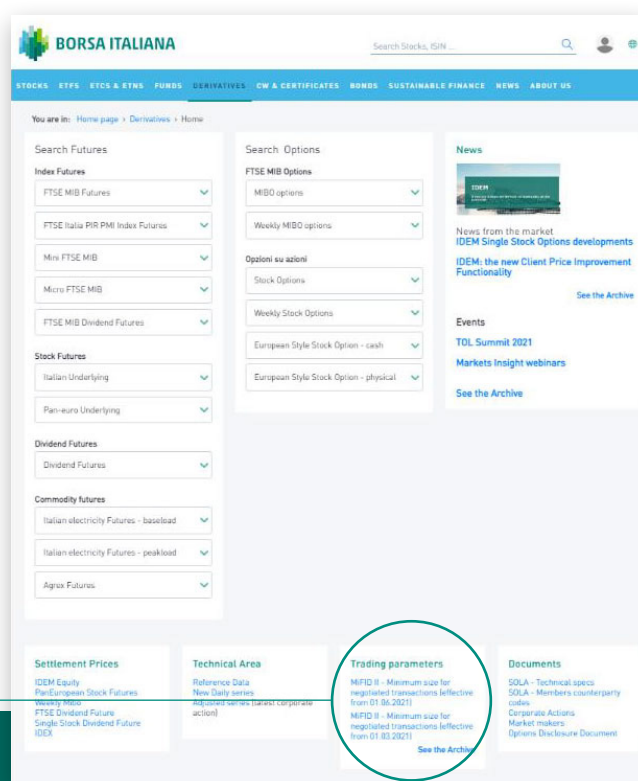 BORSA ITALIANA
Search Stocks, ISIN ...
STOCKS ETFS ETCS & ETNS FUNDS DERIVATIVES CW & CERTIFICATES BONDS SUSTAINABLE FINANCE NEWS ABOUT US
You are in: Home page › Derivatives › Home
Search Futures
Index Futures
FTSE MIB Futures
FTSE Italia PIR PMI Index Futures
Mini FTSE MIB
Micro FTSE MIB
FTSE MIB Dividend Futures
Stock Futures
Italian Underlying
Pan-euro Underlying
Dividend Futures
Dividend Futures
Commodity futures
Italian electricity Futures - baseload
Italian electricity Futures - peakload
Agrex Futures
Search Options
FTSE MIB Options
MIBO options
Weekly MIBO options
Opzioni su azioni
Stock Options
Weekly Stock Options
European Style Stock Option - cash
European Style Stock Option - physical
News
IDEM
News from the market
IDEM Single Stock Options developments
IDEM: the new Client Price Improvement
Functionality
See the Archive
Events
TOL Summit 2021
Markets Insight webinars
See the Archive
Settlement Prices
IDEM Equity
PanEuropean Stock Futures
Weekly Mibo
FTSE Dividend Future
Single Stock Dividend Future
IDEX
Technical Area
Reference Data
New Daily series
Adjusted series (latest corporate
action)
Trading parameters
MiFID II - Minimum size for
negotiated transactions (effective
from 01.06.2021)
MiFID II - Minimum size for
negotiated transactions (effective
from 01.03.2021)
See the Archive
Documents
SOLA - Technical specs
SOLA - Members counterparty
codes
Corporate Actions
Market makers
Options Disclosure Document